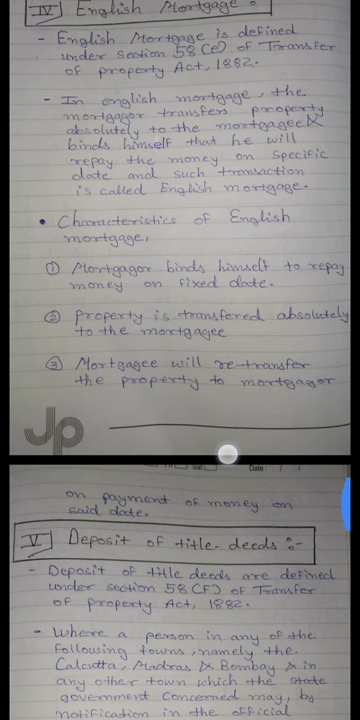 IV English Mortgage :
- English Mortgage is defined
under section 58 (e) of Transfer
of property Act, 1882.
- In english mortgage, the
mortgagor transfers property
absolutely to the mortgagee &
binds himself that he will
repay the money on specific
date and such transaction
is called English mortgage.
• Characteristics of English
mortgage,
① Mortgagor binds himself to repay
money on fixed date.
② Property is transfered absolutely
to the mortgagee
③ Mortgagee will re-transfer
the property to mortgagor
Jp
Sat Date : / /
on payment of money on
said date.
V Deposit of title-deeds :-
- Deposit of title deeds are defined
under section 58 (F) of Transfer
of property Act, 1882.
- Where a person in any of the
following towns, namely the
Calcutta, Madras & Bombay & in
any other town which the state
government concerned may, by
notification in the official